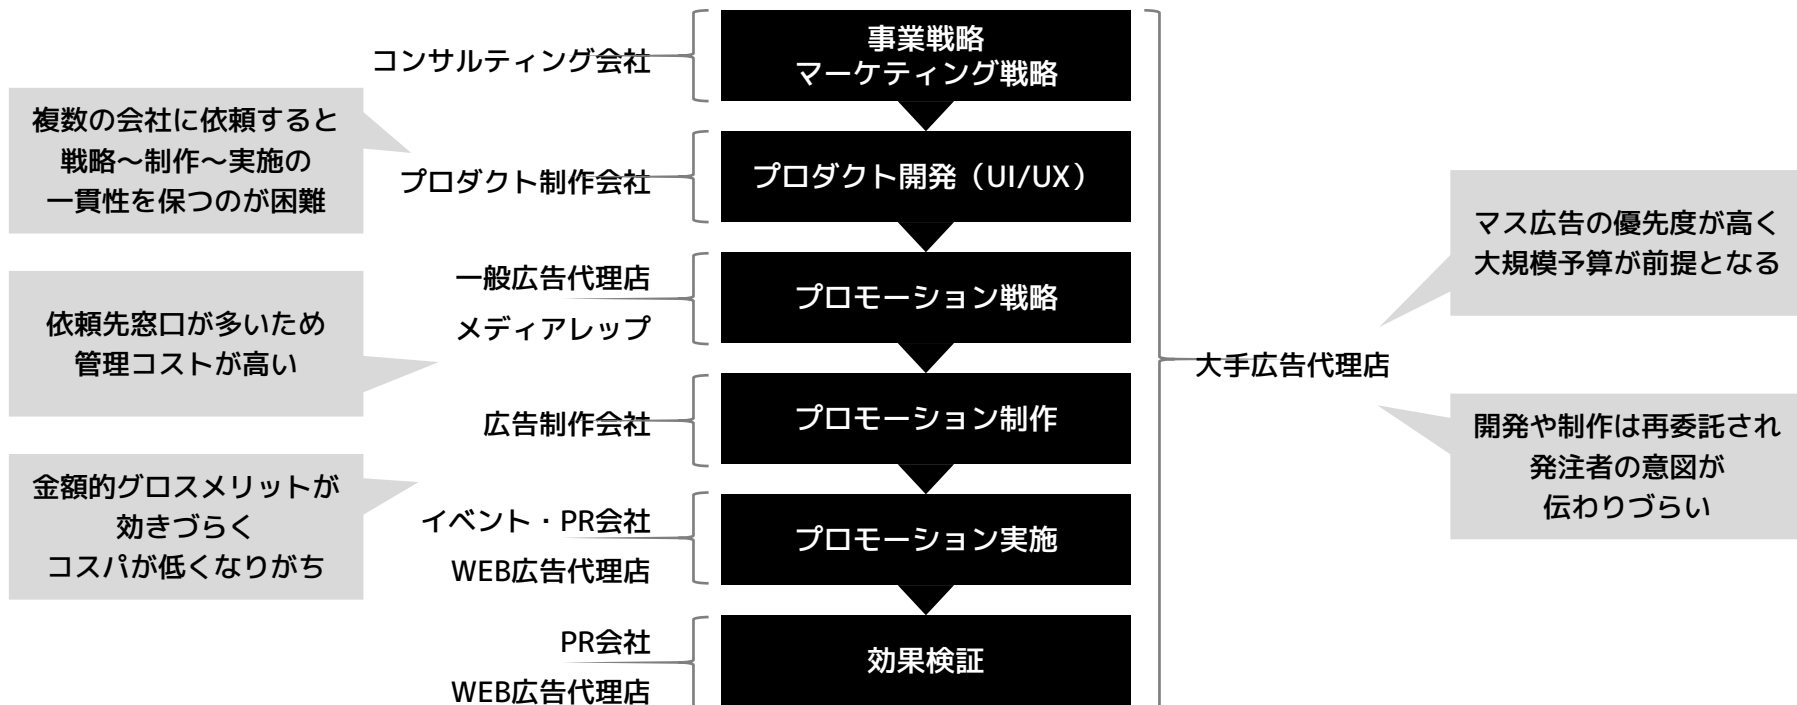 コンサルティング会社
事業戦略
マーケティング戦略
複数の会社に依頼すると
戦略〜制作〜実施の
一貫性を保つのが困難
プロダクト制作会社
プロダクト開発（UI/UX）
マス広告の優先度が高く
大規模予算が前提となる
一般広告代理店
メディアレップ
プロモーション戦略
依頼先窓口が多いため
管理コストが高い
大手広告代理店
広告制作会社
プロモーション制作
開発や制作は再委託され
発注者の意図が
伝わりづらい
金額的グロスメリットが
効きづらく
コスパが低くなりがち
イベント・PR会社
WEB広告代理店
プロモーション実施
PR会社
WEB広告代理店
効果検証